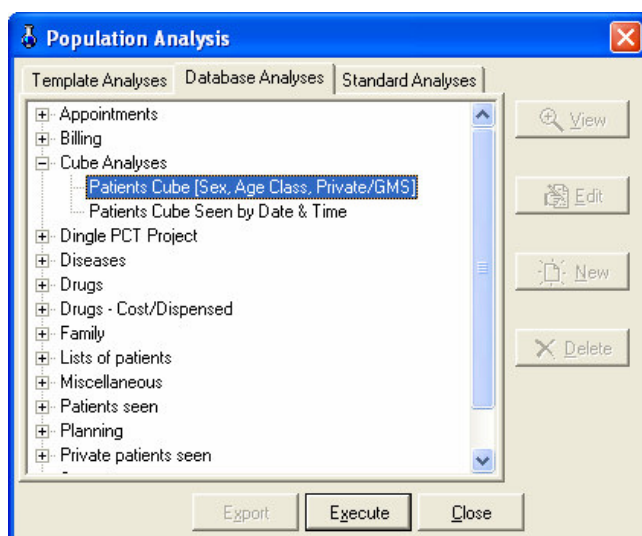 Population Analysis
Template Analyses Database Analyses Standard Analyses
Appointments
Billing
Cube Analyses
Patients Cube [Sex, Age Class, Private/GMS]
Patients Cube Seen by Date & Time
Dingle PCT Project
Diseases
Drugs
Drugs - Cost/Dispensed
Family
Lists of patients
Miscellaneous
Patients seen
Planning
Private patients seen
View
Edit
New
Delete
Export Execute Close